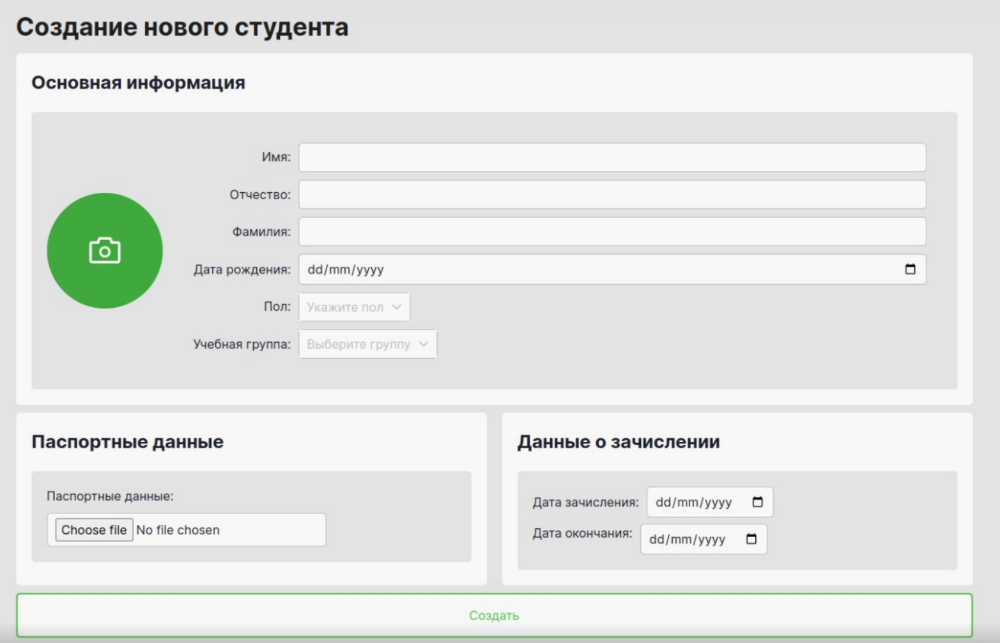 Создание нового студента
Основная информация
Имя:
Отчество:
Фамилия:
Дата рождения: dd/mm/yyyy
Пол: Укажите пол
Учебная группа: Выберите группу
Паспортные данные
Паспортные данные:
Choose file No file chosen
Данные о зачислении
Дата зачисления: dd/mm/yyyy
Дата окончания: dd/mm/yyyy
Создать